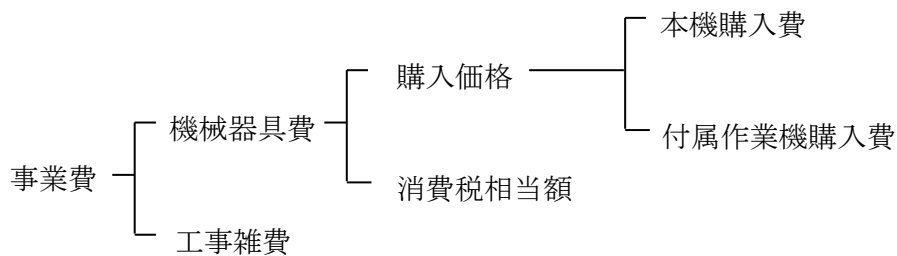 事業費
機械器具費
購入価格
本機購入費
付属作業機購入費
消費税相当額
工事雑費